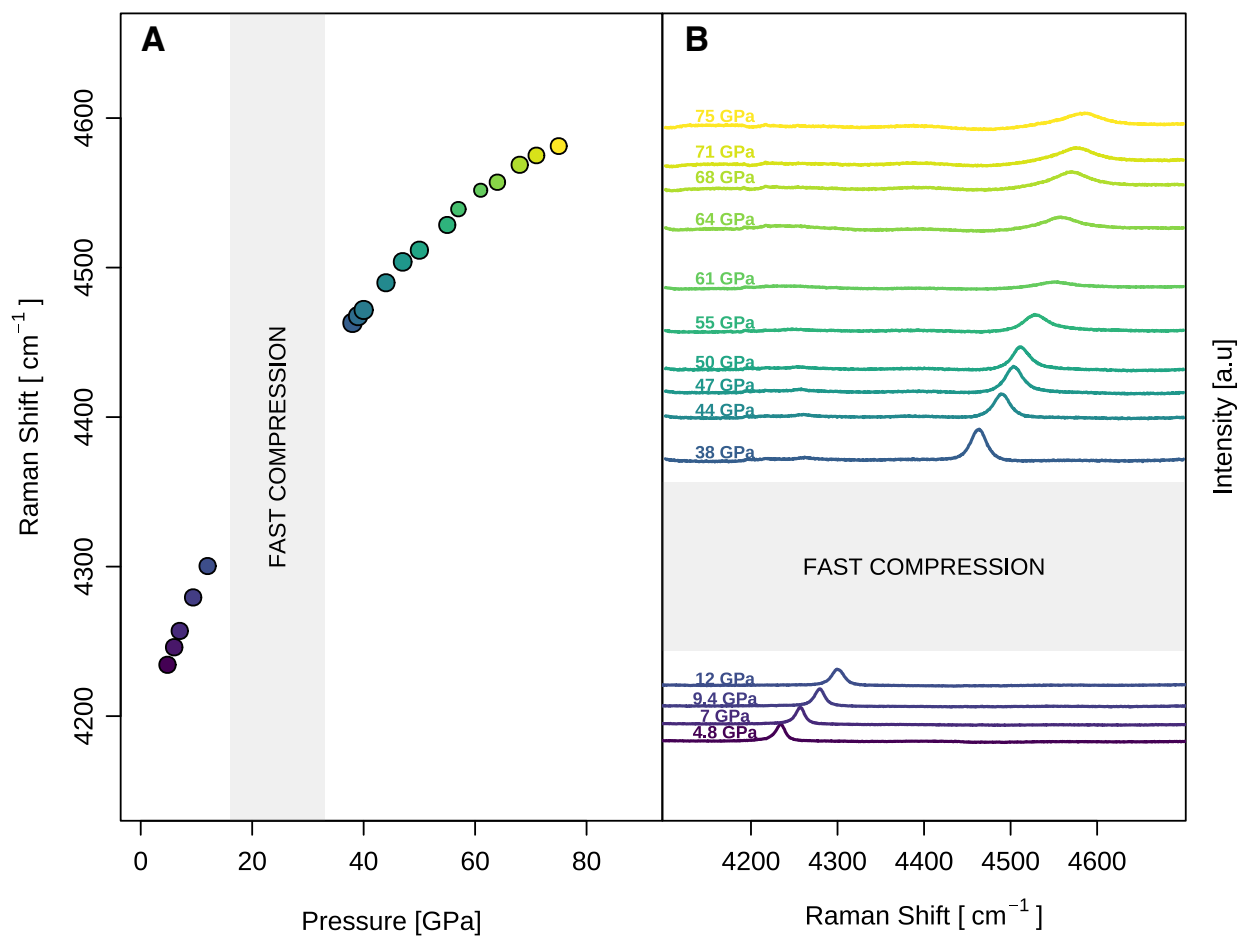 A
B
4600
4500
4400
4300
4200
Raman Shift [ cm⁻¹ ]
FAST COMPRESSION
0
20
40
60
80
Pressure [GPa]
75 GPa
71 GPa
68 GPa
64 GPa
61 GPa
55 GPa
50 GPa
47 GPa
44 GPa
38 GPa
FAST COMPRESSION
12 GPa
9.4 GPa
7 GPa
4.8 GPa
4200
4300
4400
4500
4600
Raman Shift [ cm⁻¹ ]
Intensity [a.u]